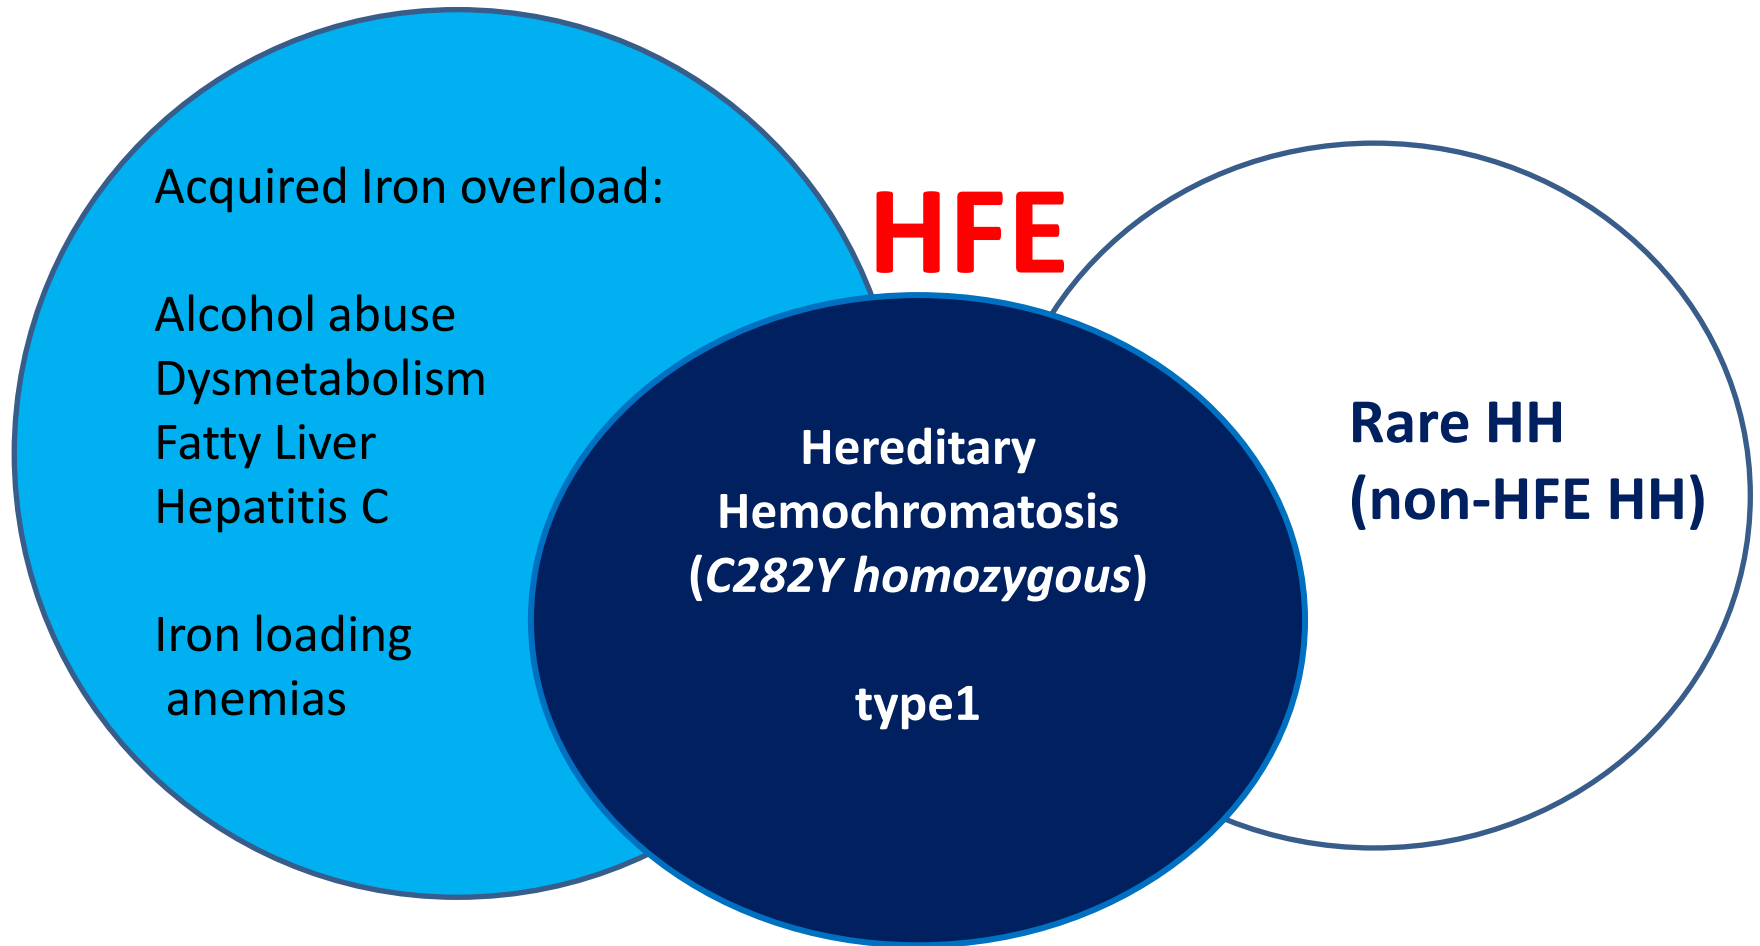 Acquired Iron overload:
Alcohol abuse
Dysmetabolism
Fatty Liver
Hepatitis C
Iron loading
anemias
HFE
Hereditary
Hemochromatosis
(C282Y homozygous)
type1
Rare HH
(non-HFE HH)